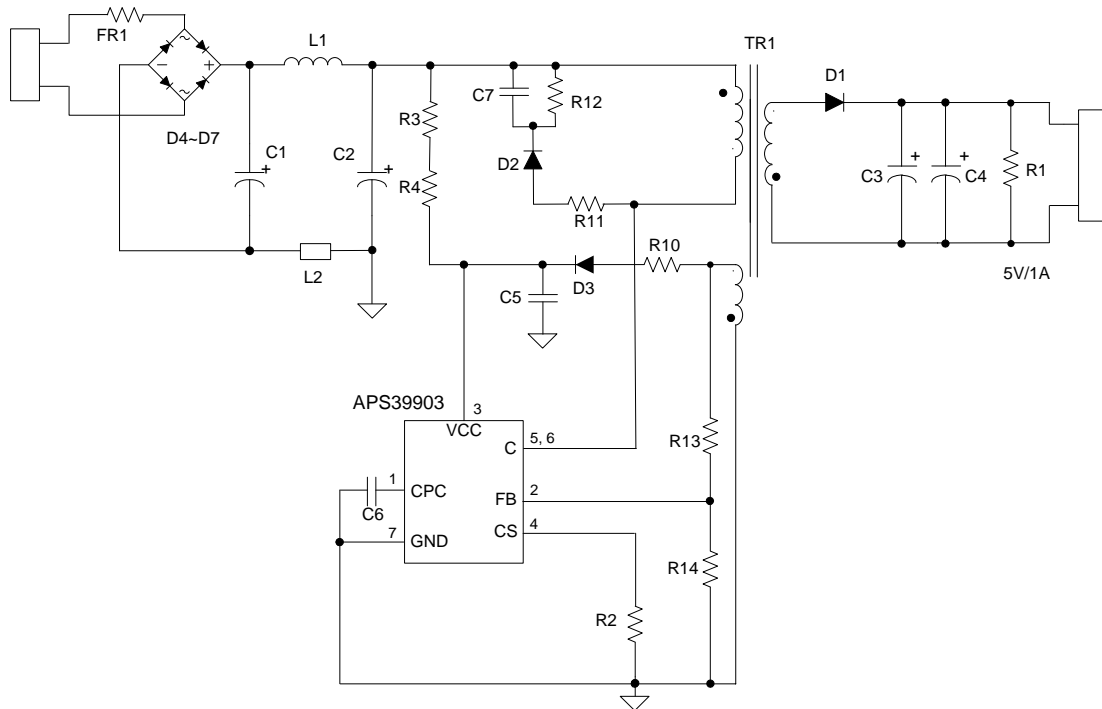 FR1
L1
TR1
D1
~
- +
~
C7
R12
R3
D4~D7
C1
+
C2
+
D2
R4
R11
C3
+
C4
+
R1
L2
R10
D3
C5
5V/1A
APS39903
3
VCC
C
5, 6
R13
1
CPC
C6
FB
2
7
GND
CS
4
R14
R2